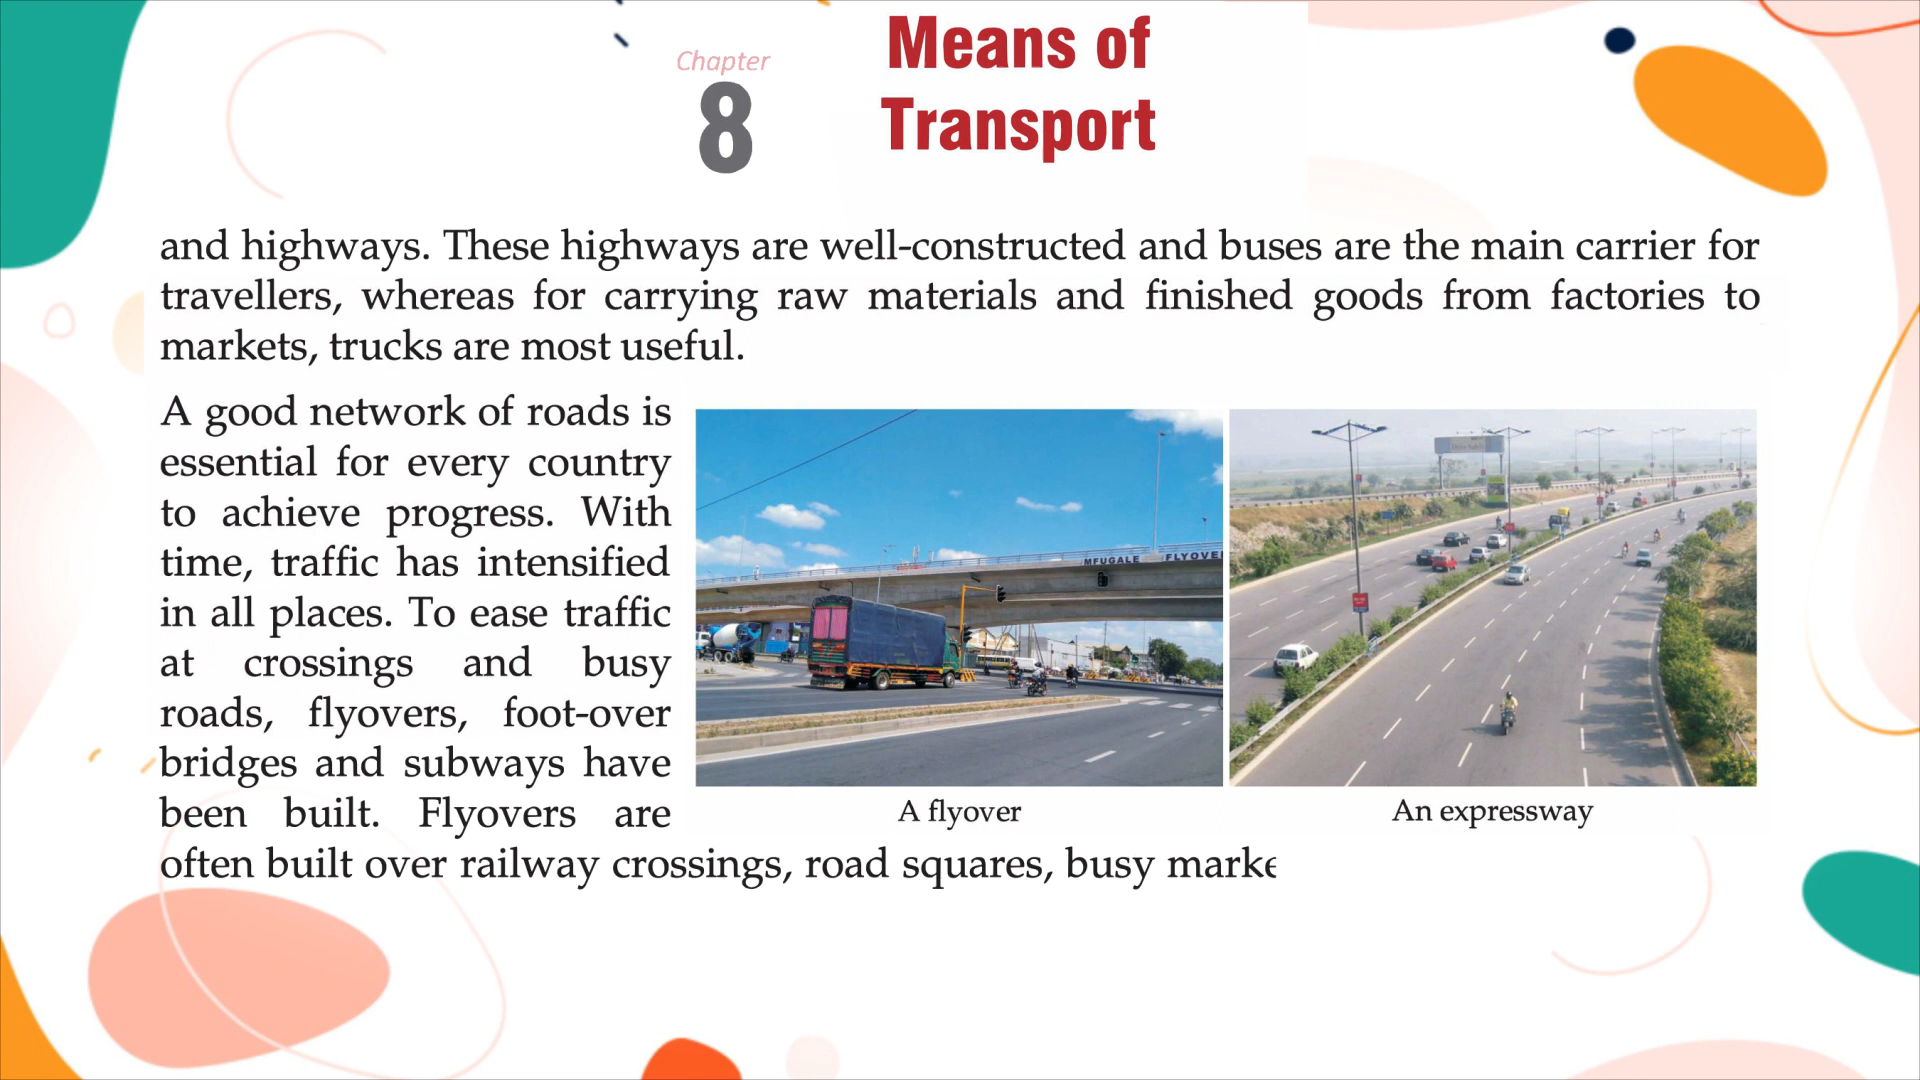 Chapter
8
Means of
Transport
and highways. These highways are well-constructed and buses are the main carrier for
travellers, whereas for carrying raw materials and finished goods from factories to
markets, trucks are most useful.
A good network of roads is
essential for every country
to achieve progress. With
time, traffic has intensified
in all places. To ease traffic
at crossings and busy
roads, flyovers, foot-over
bridges and subways have
been built. Flyovers are
often built over railway crossings, road squares, busy marke
MFUGALE FLYOVE
A flyover
An expressway